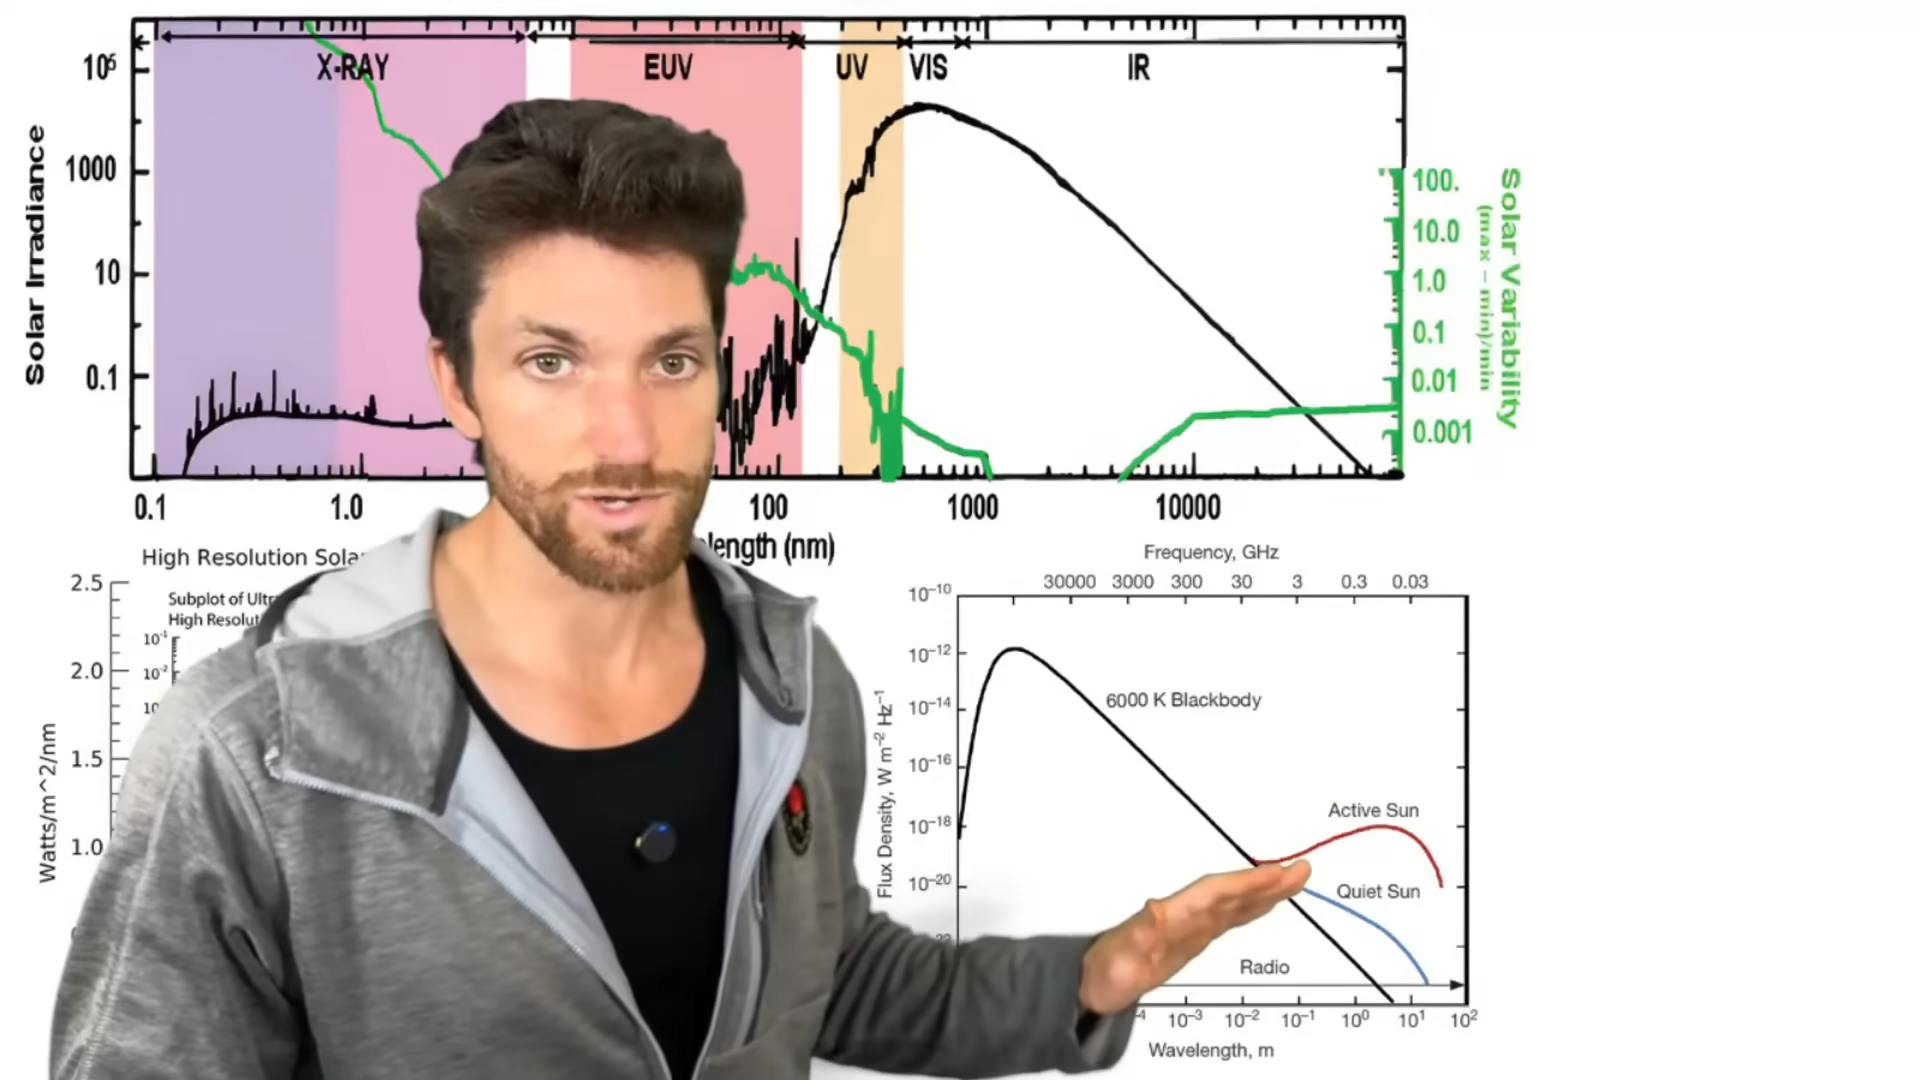 X-RAY EUV UV VIS IR
10⁵
1000
10
0.1
Solar Irradiance
100.
10.0
1.0
0.1
0.01
0.001
Solar Variability
(max – min)/min
0.1 1.0 100 1000 10000
(nm)
High Resolution
Subplot of
High
2.5
2.0
1.5
1.0
10⁻¹
10⁻²
Watts/m^2/nm
Frequency, GHz
30000 3000 300 30 3 0.3 0.03
10⁻¹⁰
10⁻¹²
10⁻¹⁴
10⁻¹⁶
10⁻¹⁸
10⁻²⁰
Flux Density, W m⁻² Hz⁻¹
6000 K Blackbody
Active Sun
Quiet Sun
Radio
10⁻³ 10⁻² 10⁻¹ 10⁰ 10¹ 10²
Wavelength, m